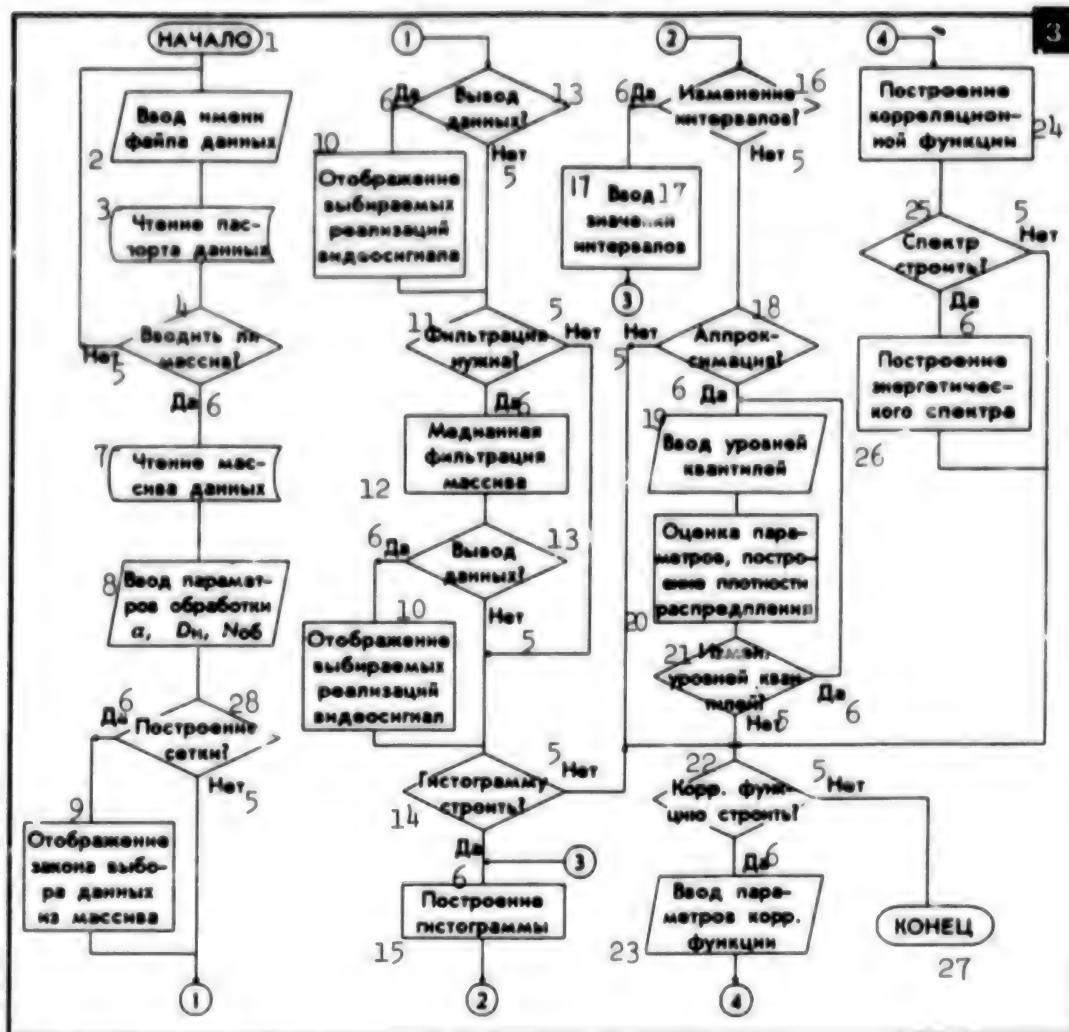 3
НАЧАЛО 1
Ввод имени
файла данных
2
3
Чтение пас-
порта данных
4
Вводить ли
массив?
Нет
5
Да 6
7
Чтение мас-
сива данных
8
Ввод парамет-
ров обработки
α, Dн, Nоб
6
Да
28
Построение
сетки?
Нет
5
9
Отображение
закона выбо-
ра данных
из массива
1
1
6 Да
Вывод
данных?
13
Нет
5
10
Отображение
выбираемых
реализаций
видеосигнала
11
Фильтрация
нужна?
5
Нет
Да 6
Медианная
фильтрация
массива
12
6
Да
Вывод
данных?
13
Нет
5
10
Отображение
выбираемых
реализаций
видеосигнал
Гистограмму
строить?
14
5
Нет
Да
6
3
Построение
гистограммы
15
2
2
6 Да
Изменение
интервалов?
16
Нет
5
17 Ввод 17
значений
интервалов
3
18
Аппрок-
симация?
Нет
5
6
Да
19
Ввод уровней
квантилей
Оценка пара-
метров, построе-
ние плотности
распределения
20
21 Измен.
уровней кван-
тилей?
Да
6
Нет 5
22
Корр. функ-
цию строить?
5
Нет
Да 6
Ввод пара-
метров корр.
функции
23
4
4
Построение
корреляцион-
ной функции
24
25
Спектр
строить?
5
Нет
Да
6
Построение
энергетичес-
кого спектра
26
КОНЕЦ
27